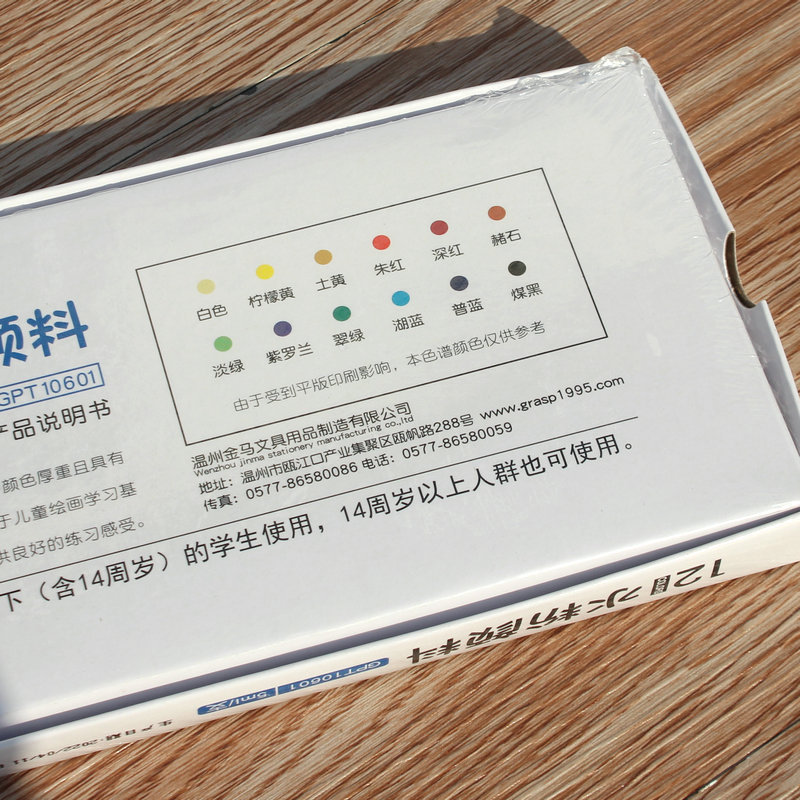 白色 柠檬黄 土黄 朱红 深红 赭石
淡绿 紫罗兰 翠绿 湖蓝 普蓝 煤黑
由于受到平版印刷影响，本色谱颜色仅供参考
颜料
GPT10601
产品说明书
颜色厚重且具有
于儿童绘画学习基
供良好的练习感受。
温州金马文具用品制造有限公司
Wenzhou jinma stationery manufacturing co.,ltd
地址：温州市瓯江口产业集聚区瓯帆路288号 www.grasp1995.com
传真：0577-86580086 电话：0577-86580059
下（含14周岁）的学生使用，14周岁以上人群也可使用。
12色水粉颜料
GPT10601 5ml/支
生产日期:2022/04/11